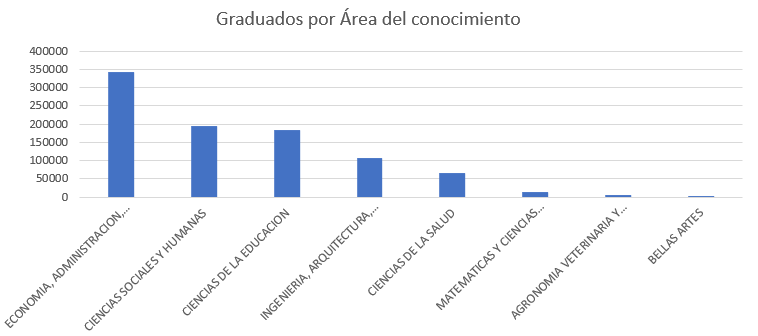 Graduados por Área del conocimiento
400000
350000
300000
250000
200000
150000
100000
50000
0
ECONOMIA, ADMINISTRACION,...
CIENCIAS SOCIALES Y HUMANAS
CIENCIAS DE LA EDUCACION
INGENIERIA, ARQUITECTURA,...
CIENCIAS DE LA SALUD
MATEMATICAS Y CIENCIAS...
AGRONOMIA VETERINARIA Y...
BELLAS ARTES